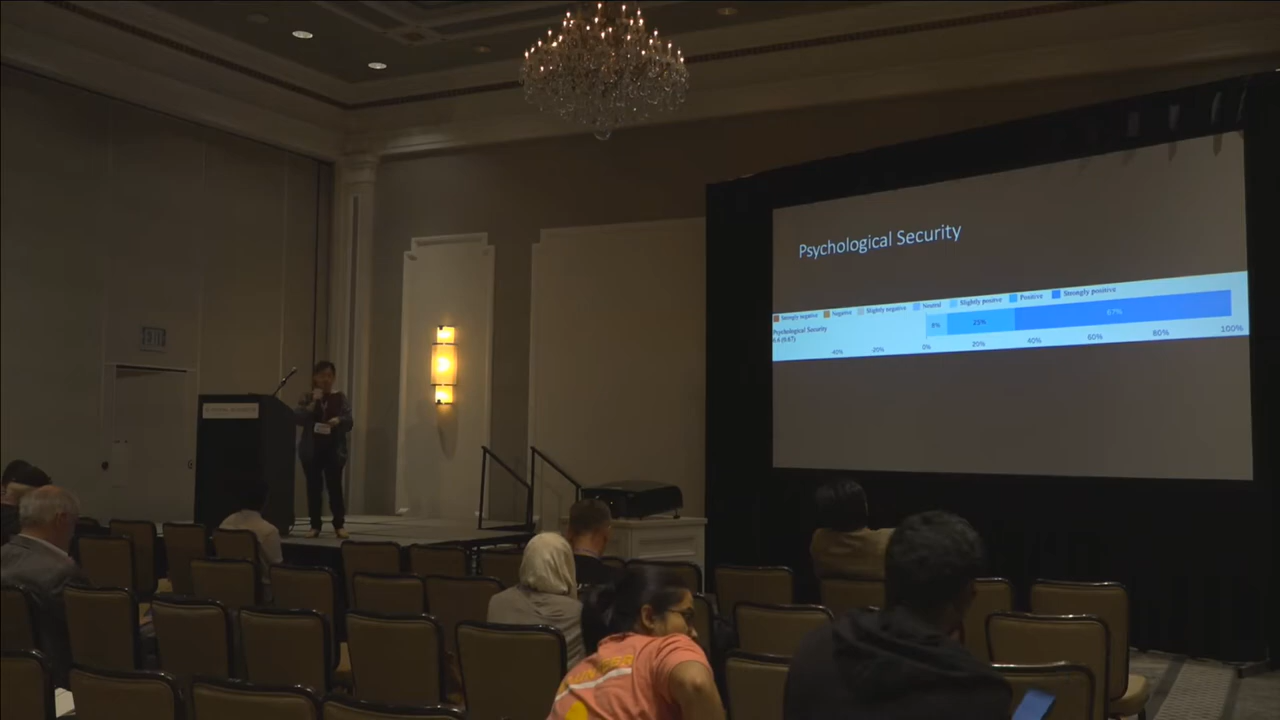 Psychological Security
Strongly negative Negative Slightly negative Neutral Slightly positive Positive Strongly positive
Psychological Security
8% 25% 67%
-40% -20% 0% 20% 40% 60% 80% 100%
EXIT